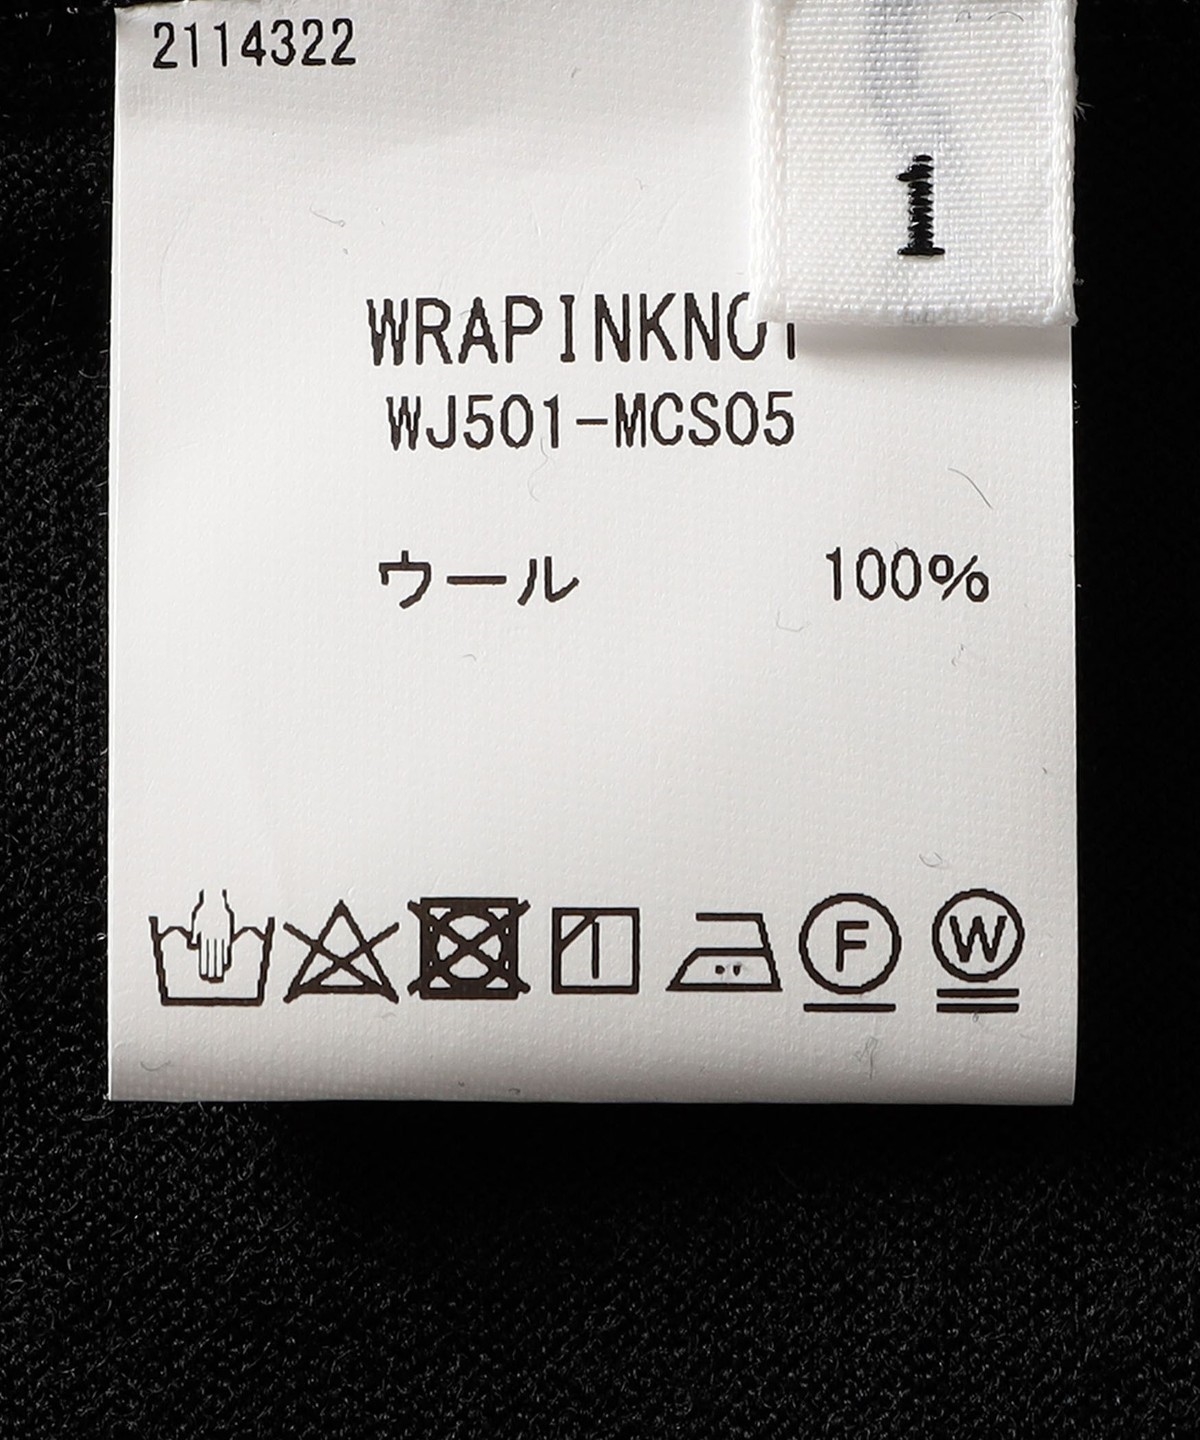 2114322
1
WRAPINKNOT
WJ501-MCS05
ウール 100%
F W